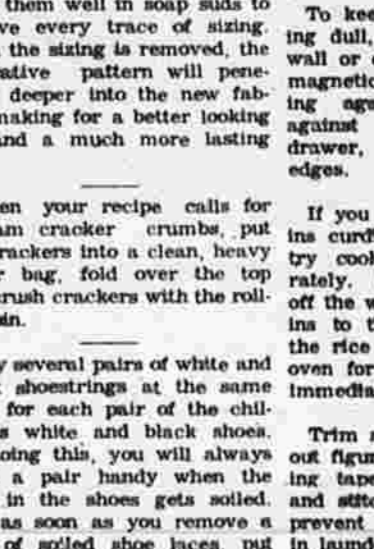 them well in soap suds to
ve every trace of sizing.
the sizing is removed, the
ative pattern will pene-
deeper into the new fab-
making for a better looking
and a much more lasting
en your recipe calls for
am cracker crumbs, put
rackers into a clean, heavy
r bag, fold over the top
crush crackers with the roll-
in.
y several pairs of white and
shoestrings at the same
for each pair of the chil-
s white and black shoes.
oing this, you will always
a pair handy when the
in the shoes gets soiled.
as soon as you remove a
of soiled shoe laces, put
To kee
ing dull,
wall or
magnetic
ing aga
against
drawer,
edges.
If you
ins curd
try cook
rately.
off the w
ins to t
the rice
oven for
immedia
Trim
out figur
ing tape
and stitc
prevent
in laund